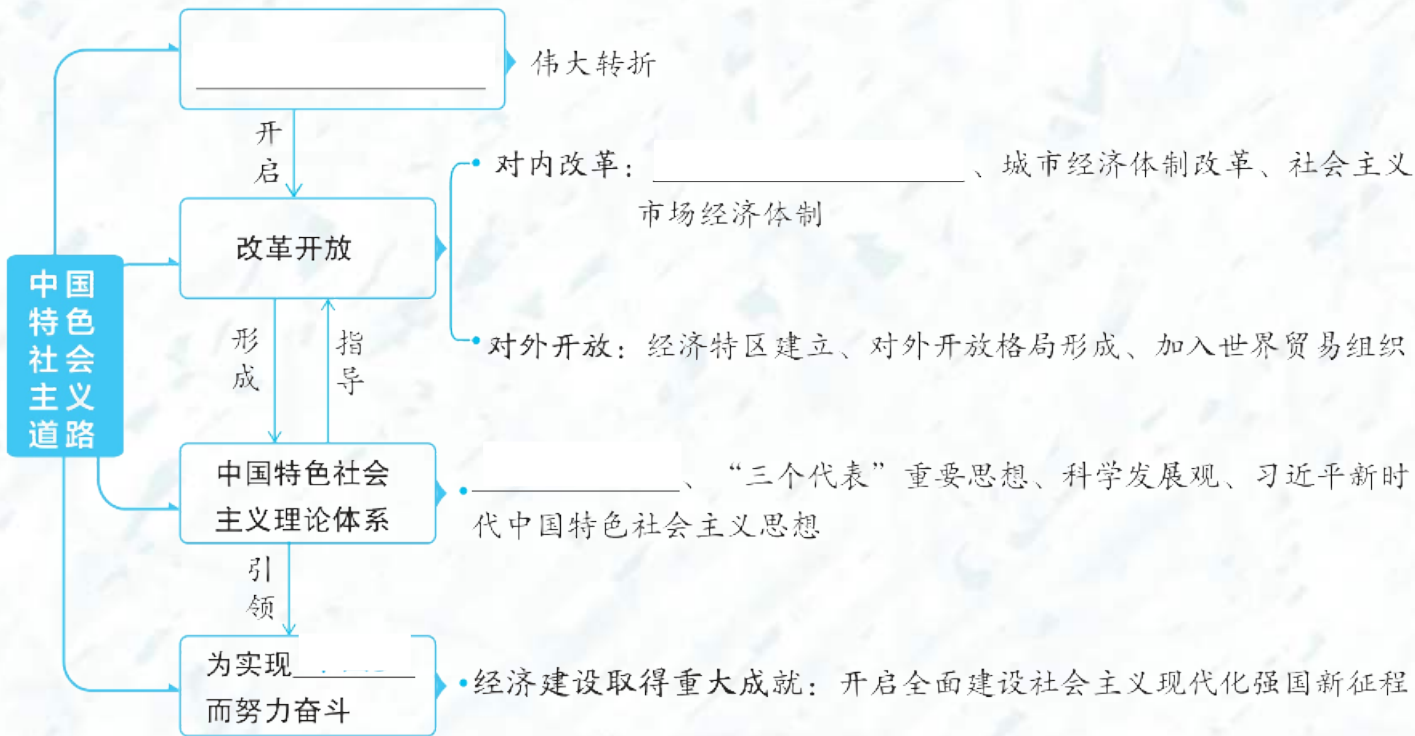 伟大转折
开启
对内改革：、城市经济体制改革、社会主义
市场经济体制
改革开放
中国
特色
社会
主义
道路
形成
指导
对外开放：经济特区建立、对外开放格局形成、加入世界贸易组织
中国特色社会
主义理论体系
、“三个代表”重要思想、科学发展观、习近平新时
代中国特色社会主义思想
引领
为实现
而努力奋斗
经济建设取得重大成就：开启全面建设社会主义现代化强国新征程